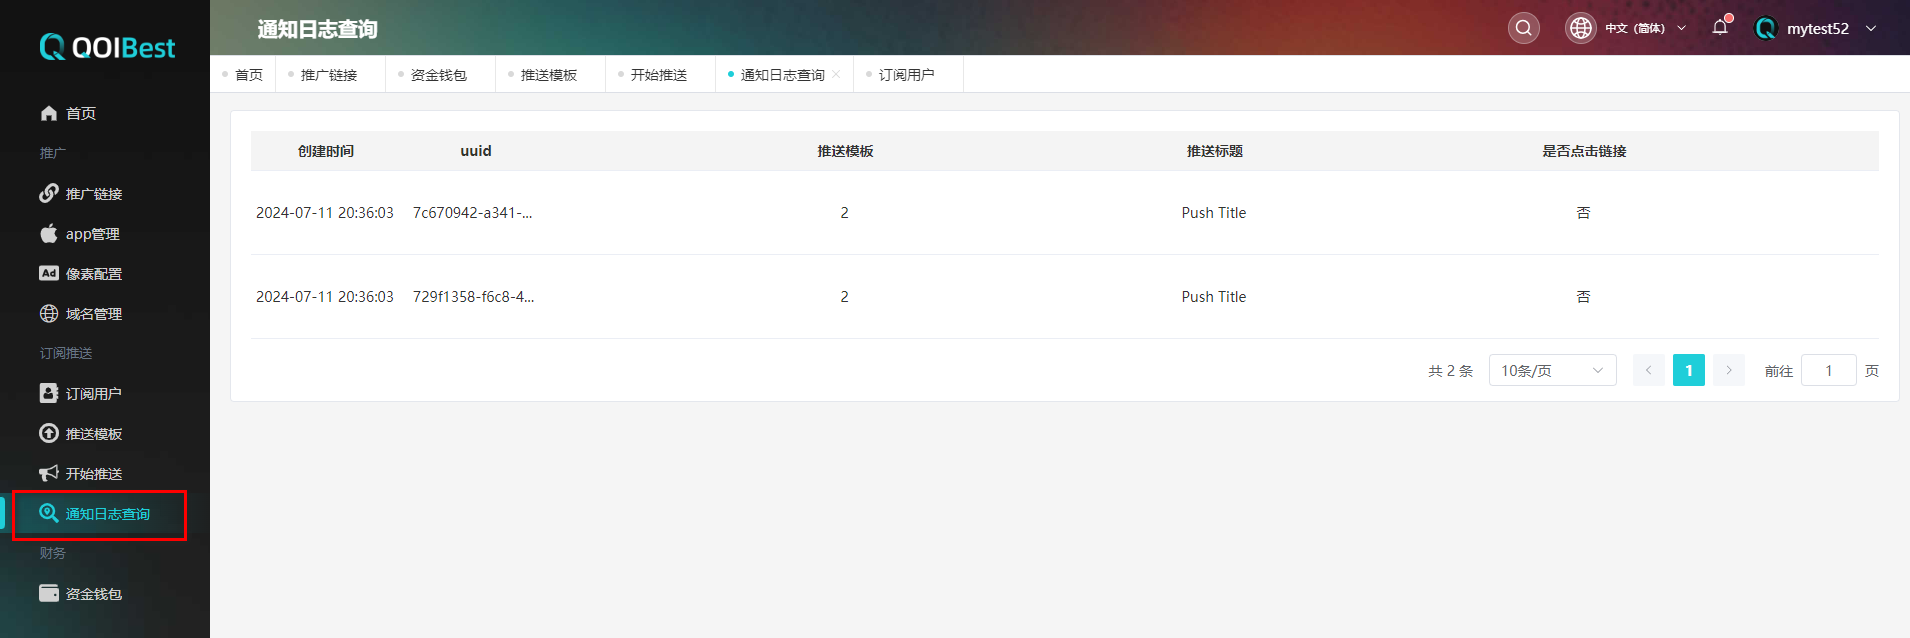 QOIBest
首页
推广
推广链接
app管理
Ad 像素配置
域名管理
订阅推送
订阅用户
推送模板
开始推送
通知日志查询
财务
资金钱包
通知日志查询
中文 (简体)
mytest52
首页 推广链接 资金钱包 推送模板 开始推送 通知日志查询 订阅用户
创建时间 uuid 推送模板 推送标题 是否点击链接
2024-07-11 20:36:03 7c670942-a341-... 2 Push Title 否
2024-07-11 20:36:03 729f1358-f6c8-4... 2 Push Title 否
共 2 条 10条/页 1 前往 1 页